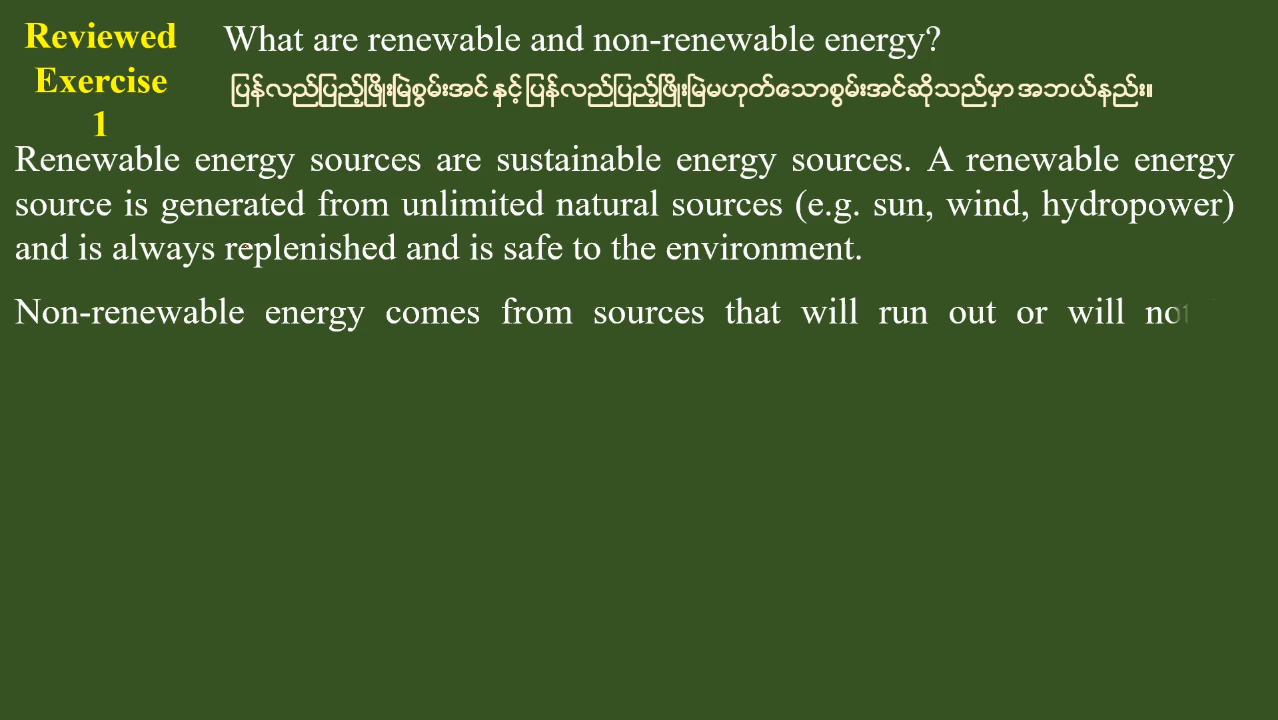 Reviewed
Exercise
1
What are renewable and non-renewable energy?
ပြန်လည်ပြည့်ဖြိုးမြဲစွမ်းအင် နှင့် ပြန်လည်ပြည့်ဖြိုးမြဲမဟုတ်သောစွမ်းအင်ဆိုသည်မှာ အဘယ်နည်း။
Renewable energy sources are sustainable energy sources. A renewable energy
source is generated from unlimited natural sources (e.g. sun, wind, hydropower)
and is always replenished and is safe to the environment.
Non-renewable energy comes from sources that will run out or will not